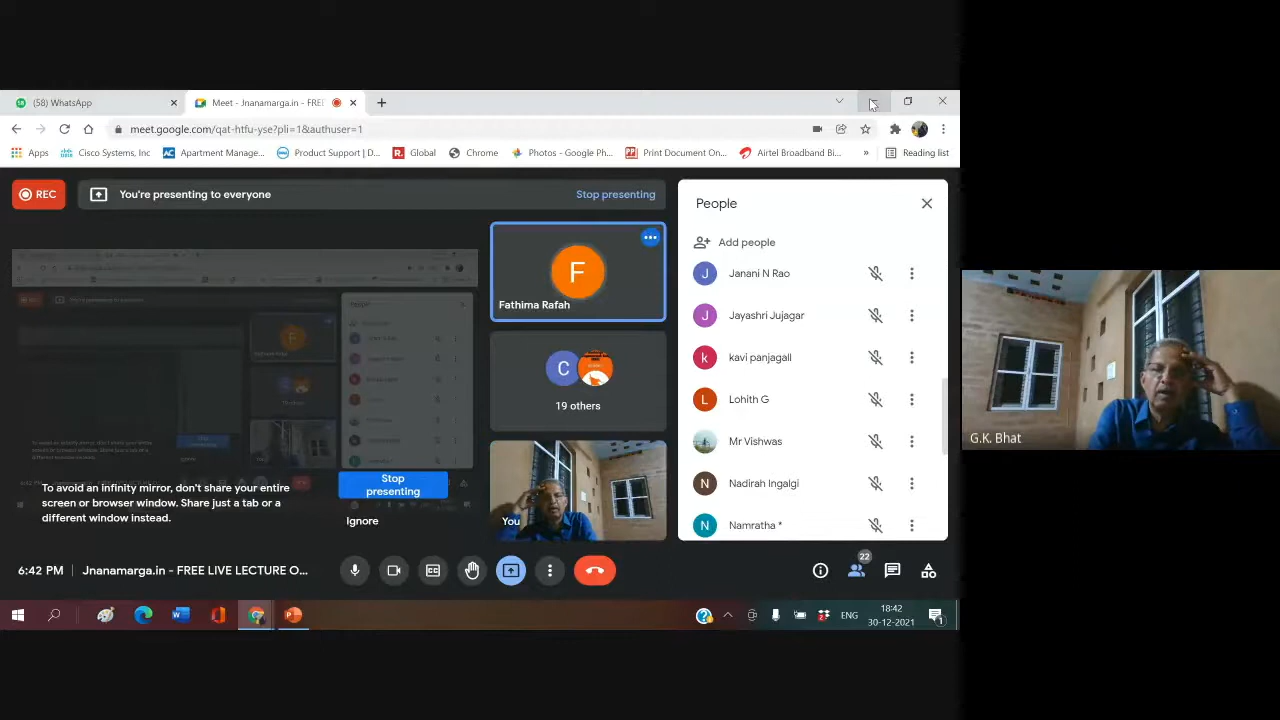 (58) WhatsApp
Meet - Jnanamarga.in - FREE
meet.google.com/qat-htfu-yse?pli=1&authuser=1
Apps
Cisco Systems, Inc
Apartment Manage...
Product Support | D...
Global
Chrome
Photos - Google Ph...
Print Document On...
Airtel Broadband Bi...
»
Reading list
REC
You're presenting to everyone
Stop presenting
To avoid an infinity mirror, don't share your entire
screen or browser window. Share just a tab or a
different window instead.
Stop
presenting
Ignore
F
Fathima Rafah
C
19 others
You
People
Add people
J
Janani N Rao
J
Jayashri Jujagar
k
kavi panjagall
L
Lohith G
Mr Vishwas
N
Nadirah Ingalgi
N
Namratha *
G.K. Bhat
6:42 PM | Jnanamarga.in - FREE LIVE LECTURE O...
22
ENG
18:42
30-12-2021
1